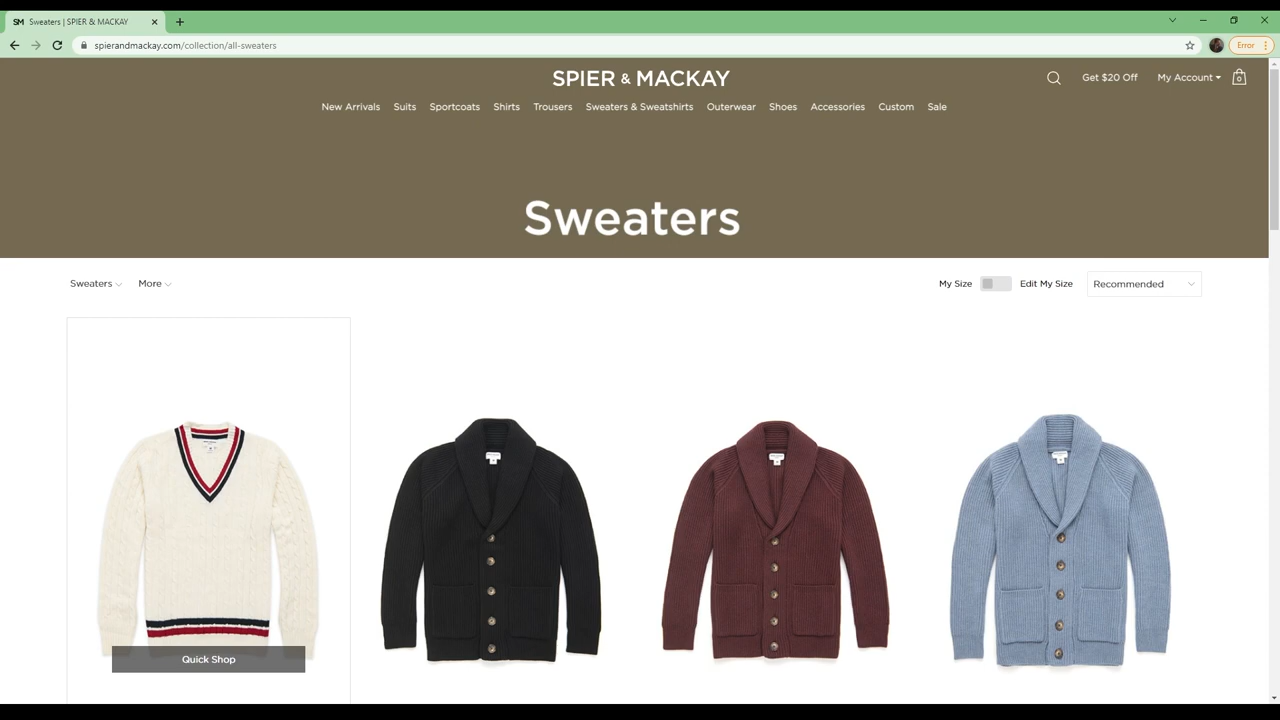 SM Sweaters | SPIER & MACKAY
spierandmackay.com/collection/all-sweaters
Error
SPIER & MACKAY
Get $20 Off
My Account
0
New Arrivals Suits Sportcoats Shirts Trousers Sweaters & Sweatshirts Outerwear Shoes Accessories Custom Sale
Sweaters
Sweaters More My Size Edit My Size Recommended
Quick Shop